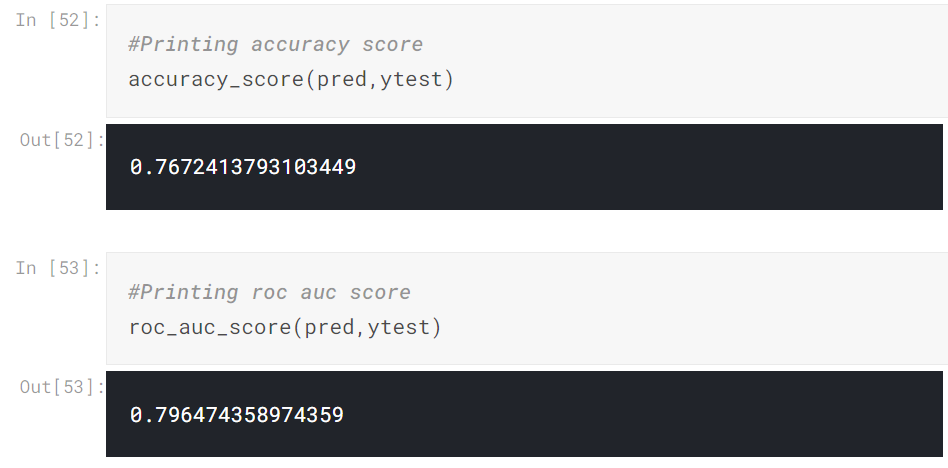 In [52]:
#Printing accuracy score
accuracy_score(pred,ytest)
Out[52]:
0.7672413793103449
In [53]:
#Printing roc auc score
roc_auc_score(pred,ytest)
Out[53]:
0.796474358974359